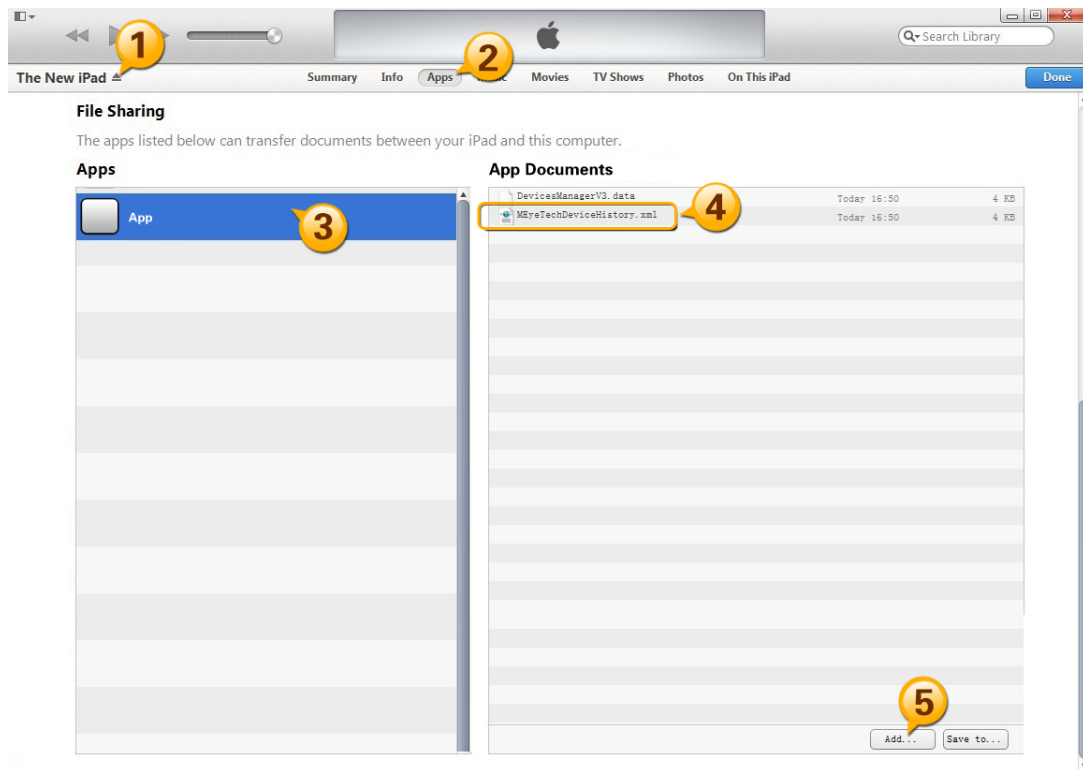 1
Search Library
2
The New iPad
Summary Info Apps Movies TV Shows Photos On This iPad Done
File Sharing
The apps listed below can transfer documents between your iPad and this computer.
Apps App Documents
DevicesManagerV3.data Today 16:50 4 KB
App MEyeTechDeviceHistory.xml Today 16:50 4 KB
3
4
5
Add... Save to...